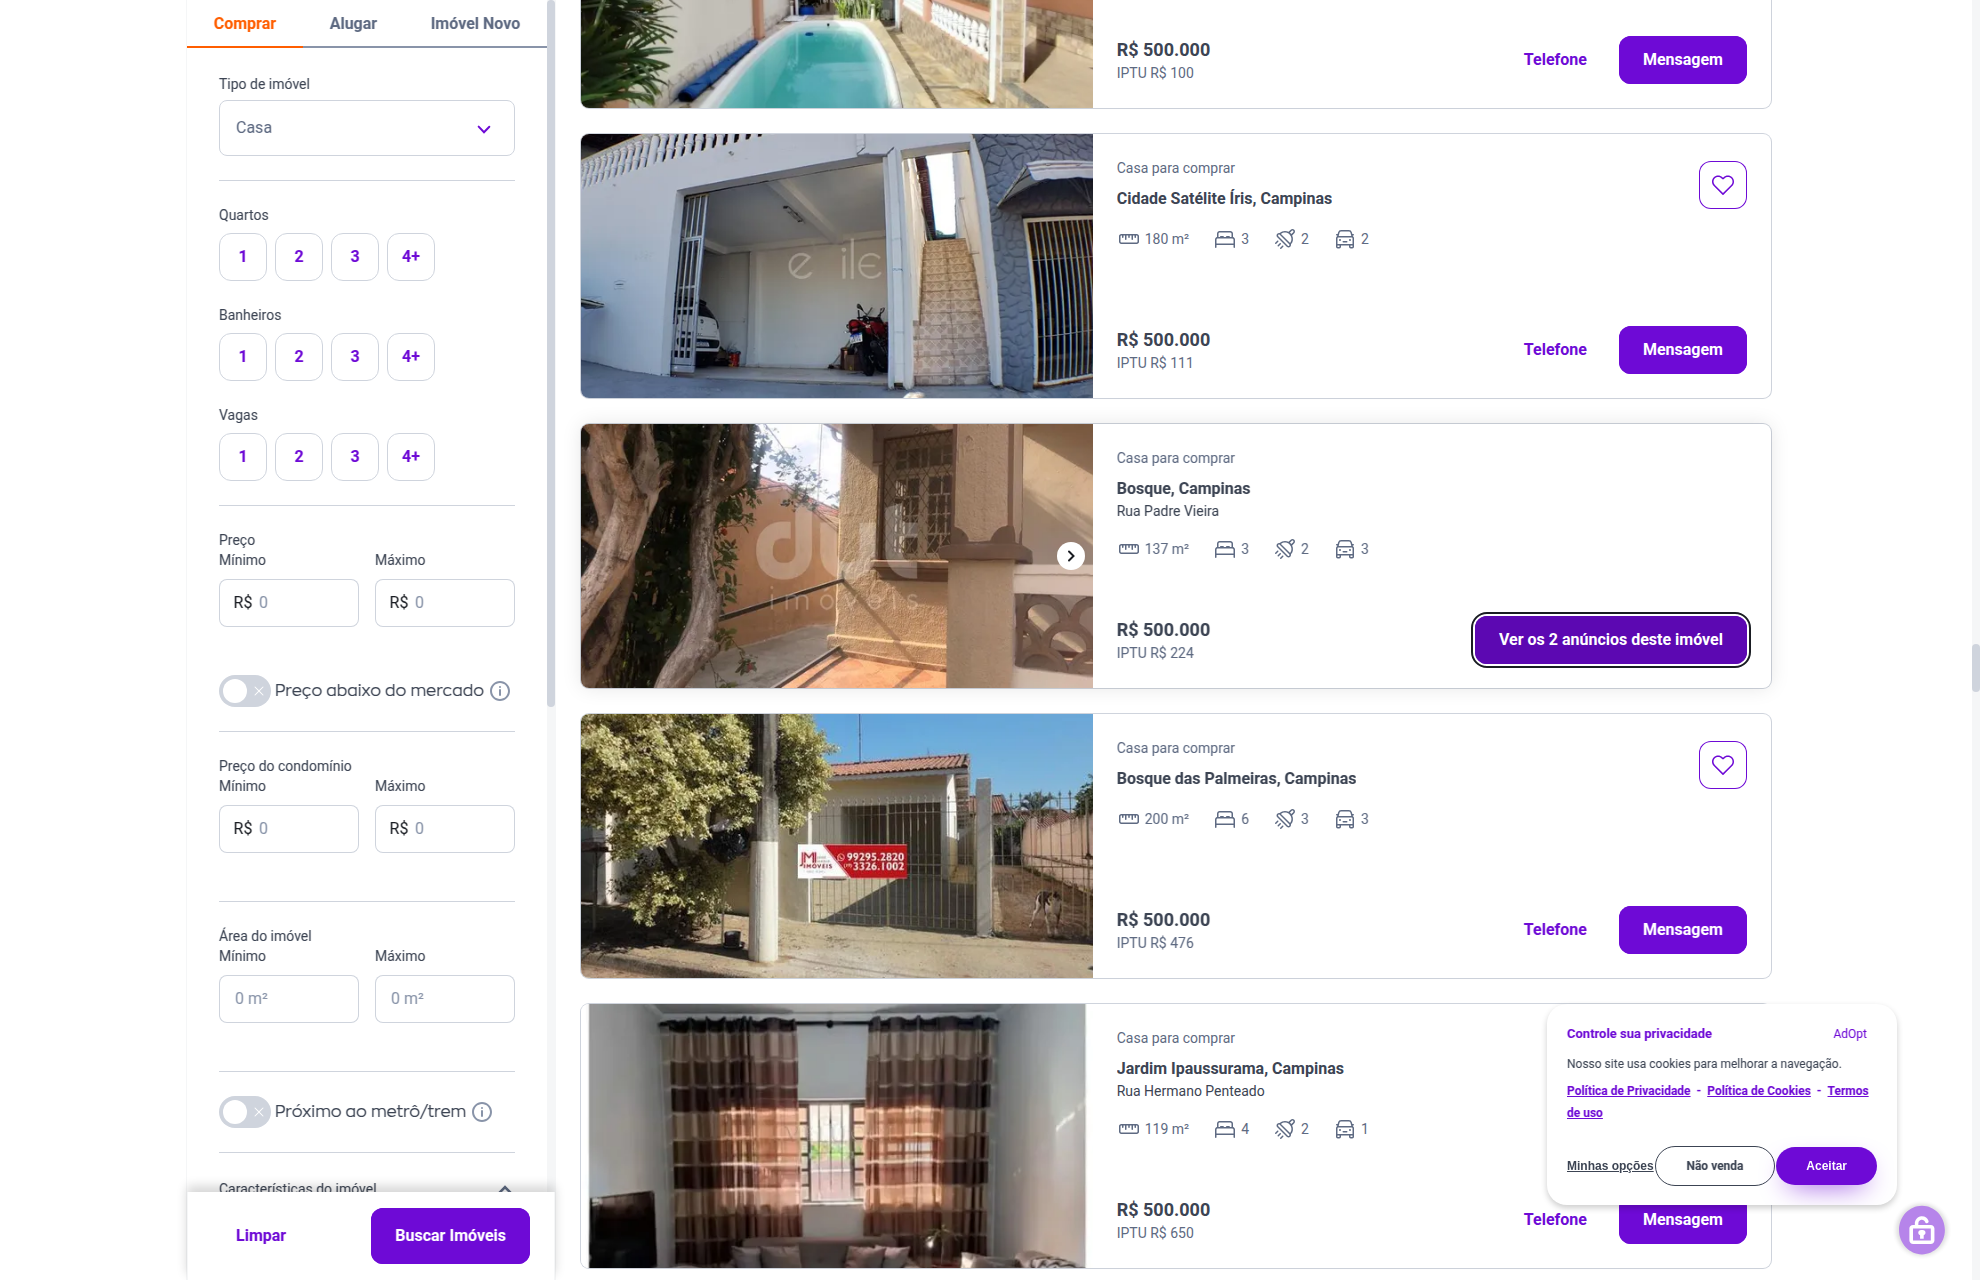 Comprar
Alugar
Imóvel Novo
Tipo de imóvel
Casa
Quartos
1
2
3
4+
Banheiros
1
2
3
4+
Vagas
1
2
3
4+
Preço
Mínimo
Máximo
R$ 0
R$ 0
Preço abaixo do mercado
Preço do condomínio
Mínimo
Máximo
R$ 0
R$ 0
Área do imóvel
Mínimo
Máximo
0 m²
0 m²
Próximo ao metrô/trem
Características do imóvel
Limpar
Buscar Imóveis
R$ 500.000
IPTU R$ 100
Telefone
Mensagem
Casa para comprar
Cidade Satélite Íris, Campinas
180 m²
3
2
2
R$ 500.000
IPTU R$ 111
Telefone
Mensagem
imóveis
Casa para comprar
Bosque, Campinas
Rua Padre Vieira
137 m²
3
2
3
R$ 500.000
IPTU R$ 224
Ver os 2 anúncios deste imóvel
JM
IMÓVEIS
99295.2820
3326.1002
Casa para comprar
Bosque das Palmeiras, Campinas
200 m²
6
3
3
R$ 500.000
IPTU R$ 476
Telefone
Mensagem
Casa para comprar
Jardim Ipaussurama, Campinas
Rua Hermano Penteado
119 m²
4
2
1
R$ 500.000
IPTU R$ 650
Telefone
Mensagem
Controle sua privacidade
AdOpt
Nosso site usa cookies para melhorar a navegação.
Política de Privacidade - Política de Cookies - Termos
de uso
Minhas opções
Não venda
Aceitar